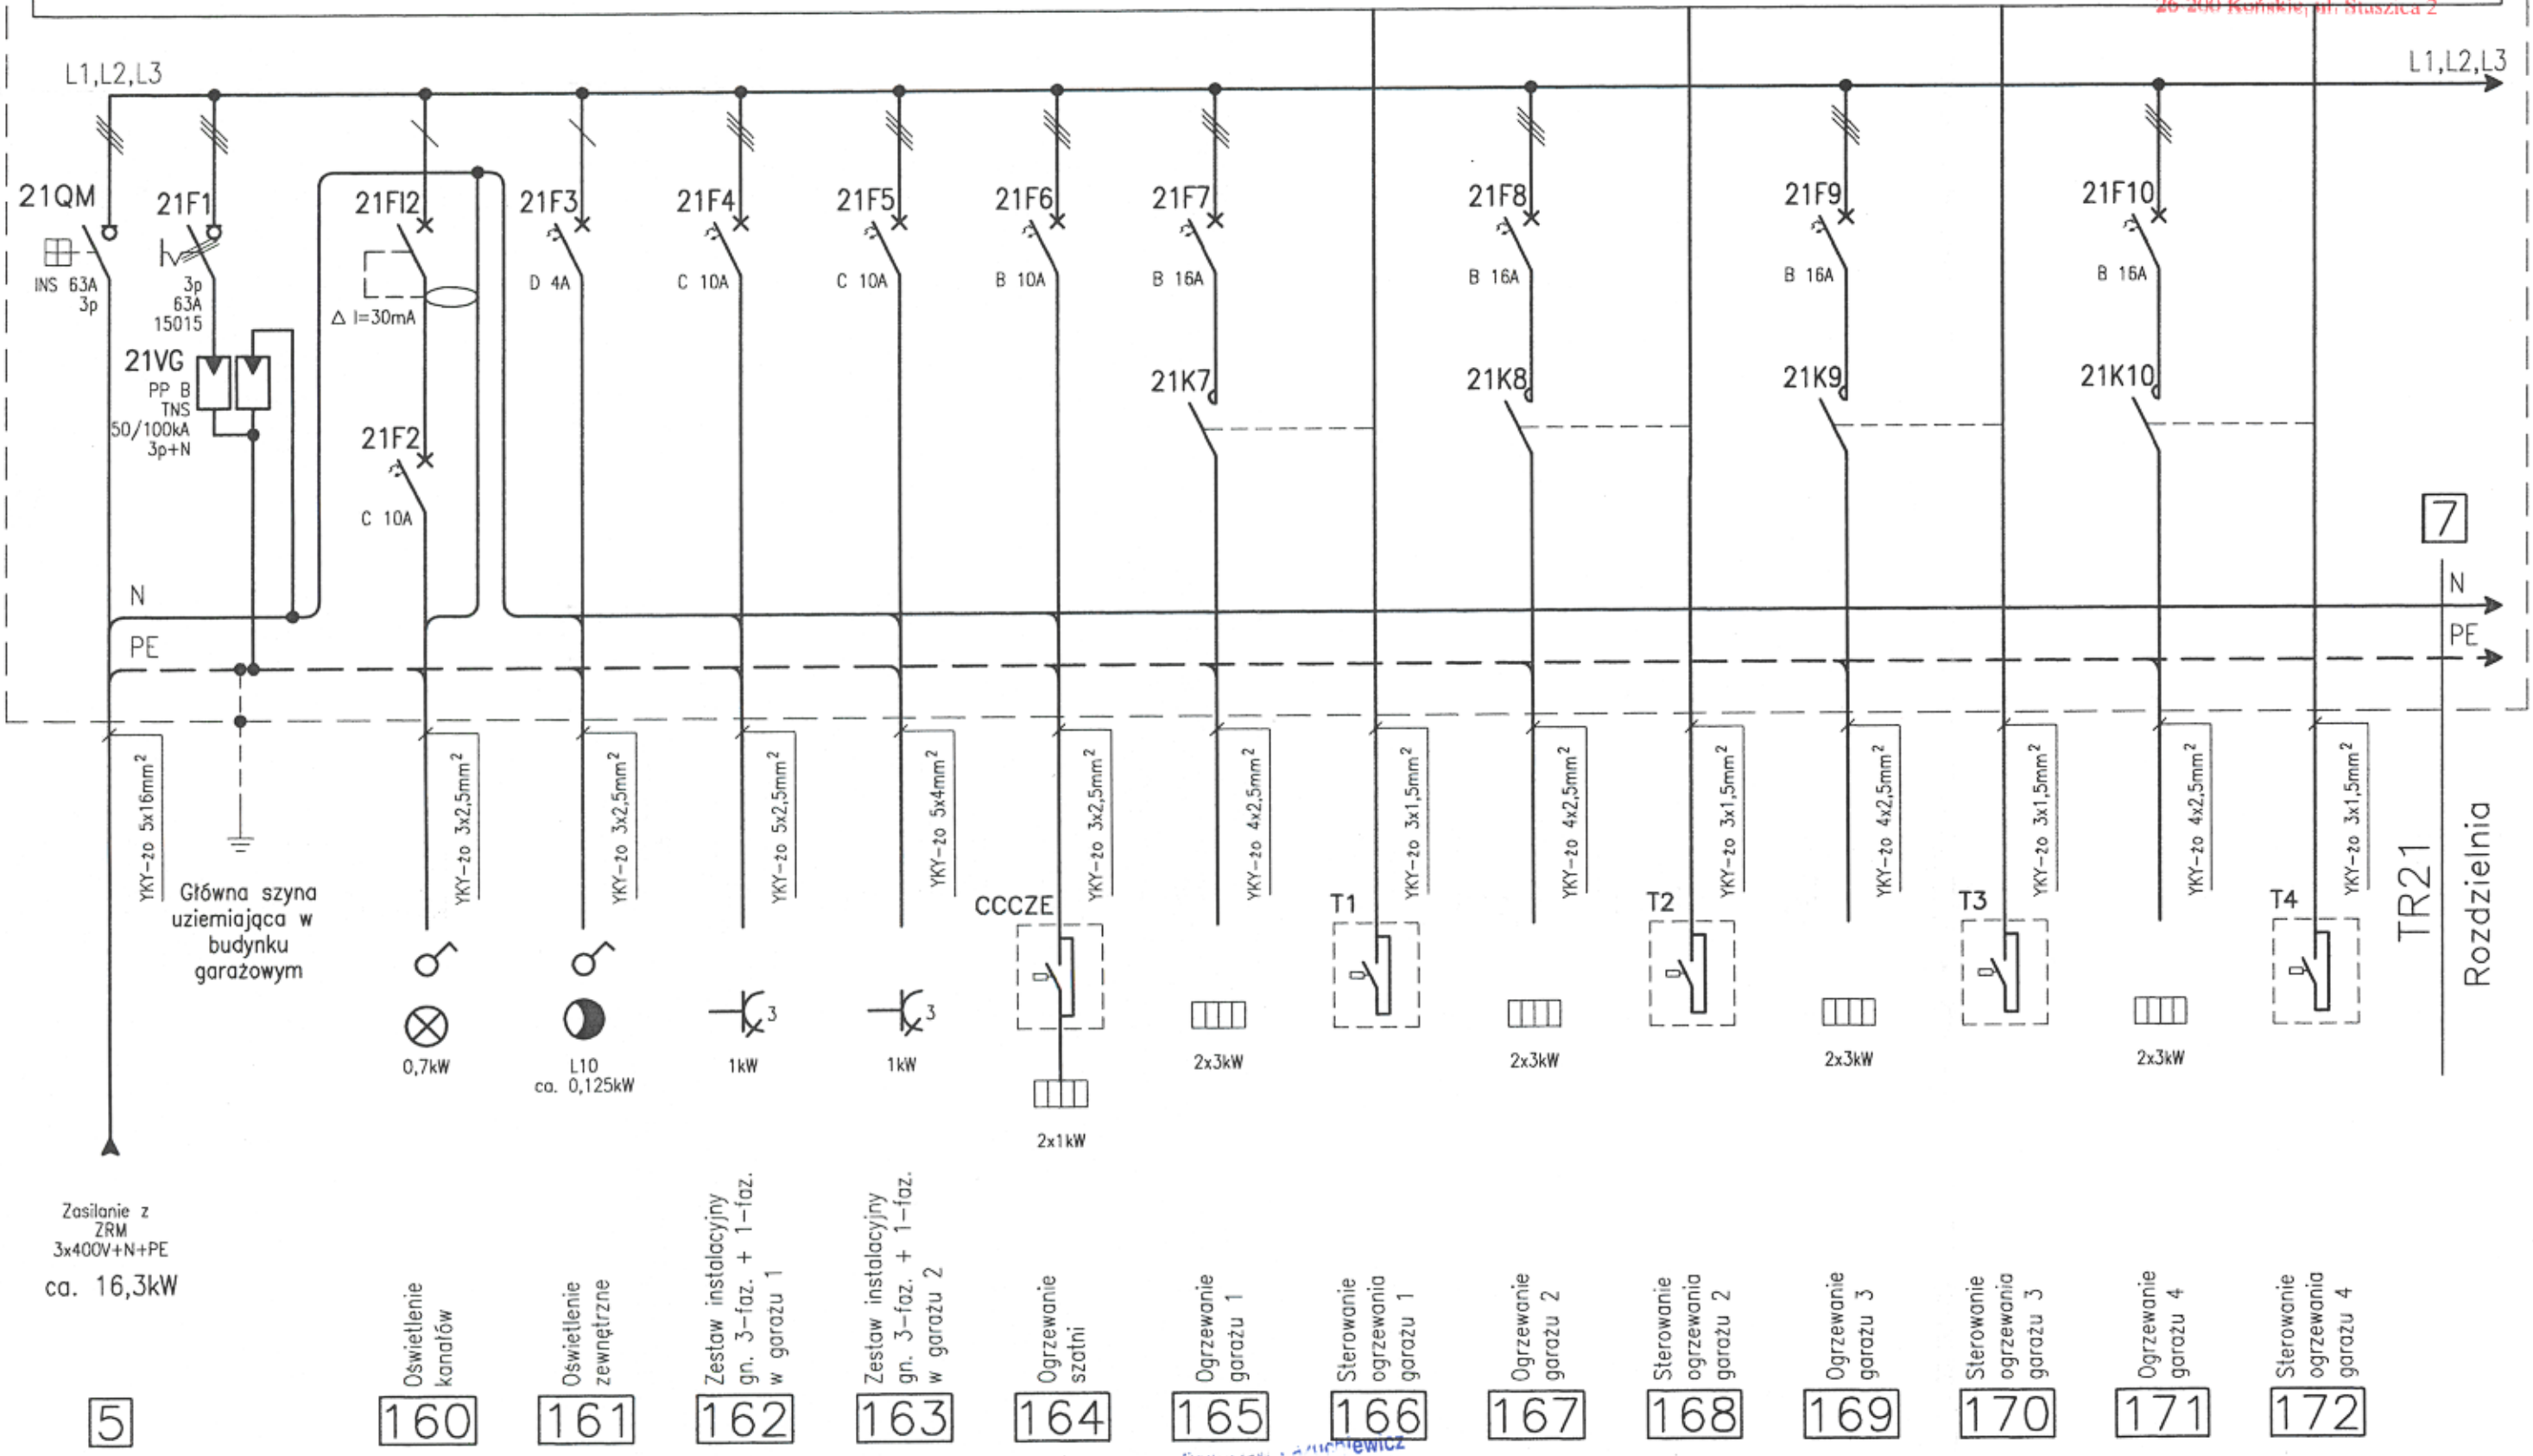 26-200 Końskie, ul. Staszica 2
L1,L2,L3
L1,L2,L3
21QM
INS 63A
3p
21F1
3p
63A
15015
21VG
PP B
TNS
50/100kA
3p+N
21FI2
Δ I=30mA
21F2
C 10A
21F3
D 4A
21F4
C 10A
21F5
C 10A
21F6
B 10A
21F7
B 16A
21K7
21F8
B 16A
21K8
21F9
B 16A
21K9
21F10
B 16A
21K10
7
N
PE
N
PE
YKY-żo 5x16mm²
YKY-żo 3x2,5mm²
YKY-żo 3x2,5mm²
YKY-żo 5x2,5mm²
YKY-żo 5x4mm²
YKY-żo 3x2,5mm²
YKY-żo 4x2,5mm²
YKY-żo 3x1,5mm²
YKY-żo 4x2,5mm²
YKY-żo 3x1,5mm²
YKY-żo 4x2,5mm²
YKY-żo 3x1,5mm²
YKY-żo 4x2,5mm²
YKY-żo 3x1,5mm²
TR21
Rozdzielnia
Główna szyna
uziemiająca w
budynku
garażowym
CCCZE
T1
T2
T3
T4
3
3
0,7kW
L10
ca. 0,125kW
1kW
1kW
2x1kW
2x3kW
2x3kW
2x3kW
2x3kW
Zasilanie z
ZRM
3x400V+N+PE
ca. 16,3kW
Oświetlenie
kanałów
Oświetlenie
zewnętrzne
Zestaw instalacyjny
gn. 3-faz. + 1-faz.
w garażu 1
Zestaw instalacyjny
gn. 3-faz. + 1-faz.
w garażu 2
Ogrzewanie
szatni
Ogrzewanie
garażu 1
Sterowanie
ogrzewania
garażu 1
Ogrzewanie
garażu 2
Sterowanie
ogrzewania
garażu 2
Ogrzewanie
garażu 3
Sterowanie
ogrzewania
garażu 3
Ogrzewanie
garażu 4
Sterowanie
ogrzewania
garażu 4
5
160
161
162
163
164
165
166
167
168
169
170
171
172